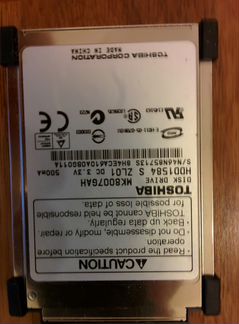 ⚠CAUTION
• Read the product specification before
operation.
• Do not modify, disassemble, or repair
• Back up data regularly.
TOSHIBA cannot be held responsible
for possible loss of data.
TOSHIBA
DISK DRIVE MK8007GAH
HDD1584 S ZL01 DC 3.3V 500mA
TOSHIBA CORPORATION
MADE IN